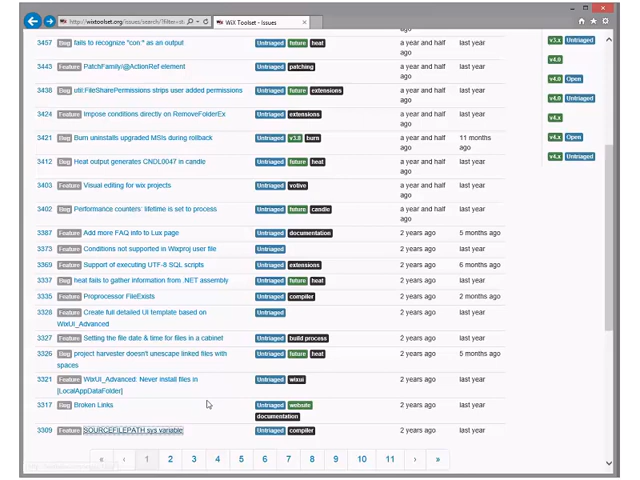 http://wixtoolset.org/issues/search/?filter=st
WiX Toolset - Issues
3457 Bug fails to recognize "con:" as an output Untriaged future heat a year and half ago last year
3443 Feature PatchFamily/@ActionRef element Untriaged patching a year and half ago last year
3438 Bug util:FileSharePermissions strips user added permissions Untriaged future extensions a year and half ago last year
3424 Feature Impose conditions directly on RemoveFolderEx Untriaged extensions a year and half ago last year
3421 Bug Burn uninstalls upgraded MSIs during rollback Untriaged v3.9 burn a year and half ago 11 months ago
3412 Bug Heat output generates CNDL0047 in candle Untriaged future heat a year and half ago last year
3403 Feature Visual editing for wix projects Untriaged votive a year and half ago last year
3402 Bug Performance counters' lifetime is set to process Untriaged future candle a year and half ago last year
3387 Feature Add more FAQ info to Lux page Untriaged documentation 2 years ago 5 months ago
3373 Feature Conditions not supported in Wixproj user file Untriaged 2 years ago last year
3369 Feature Support of executing UTF-8 SQL scripts Untriaged extensions 2 years ago 6 months ago
3337 Bug heat fails to gather information from .NET assembly Untriaged future heat 2 years ago last year
3335 Feature Proprocessor FileExists Untriaged compiler 2 years ago 2 months ago
3328 Feature Create full detailed UI template based on WixUI_Advanced Untriaged 2 years ago last year
3327 Feature Setting the file date & time for files in a cabinet Untriaged build process 2 years ago last year
3326 Bug project harvester doesn't unescape linked files with spaces Untriaged future heat 2 years ago 5 months ago
3321 Feature WixUI_Advanced: Never install files in [LocalAppDataFolder] Untriaged wixui 2 years ago last year
3317 Bug Broken Links Untriaged website documentation 2 years ago last year
3309 Feature SOURCEFILEPATH sys variable Untriaged compiler 2 years ago last year
« ‹ 1 2 3 4 5 6 7 8 9 10 11 › »
v3.x Untriaged
v4.0
v4.0 Open
v4.0 Untriaged
v4.x
v4.x Open
v4.x Untriaged